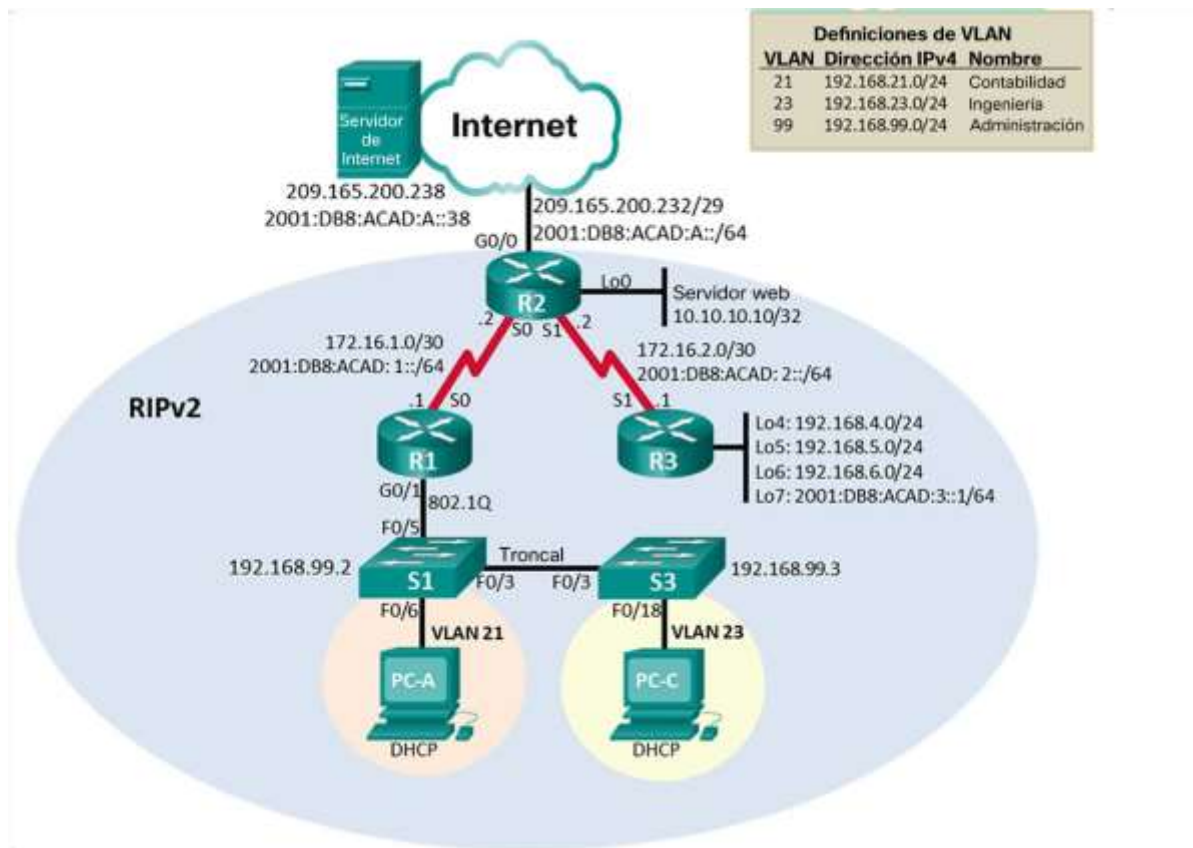 Definiciones de VLAN
VLAN Dirección IPv4 Nombre
21 192.168.21.0/24 Contabilidad
23 192.168.23.0/24 Ingeniería
99 192.168.99.0/24 Administración
Servidor
de
Internet
Internet
209.165.200.238
2001:DB8:ACAD:A::38
209.165.200.232/29
2001:DB8:ACAD:A::/64
G0/0
R2
Lo0
Servidor web
10.10.10.10/32
.2
S0
S1
.2
172.16.1.0/30
2001:DB8:ACAD: 1::/64
172.16.2.0/30
2001:DB8:ACAD: 2::/64
RIPv2
.1
S0
S1
.1
R1
R3
Lo4: 192.168.4.0/24
Lo5: 192.168.5.0/24
Lo6: 192.168.6.0/24
Lo7: 2001:DB8:ACAD:3::1/64
G0/1
802.1Q
F0/5
192.168.99.2
S1
Troncal
F0/3
F0/3
S3
192.168.99.3
F0/6
VLAN 21
F0/18
VLAN 23
PC-A
PC-C
DHCP
DHCP